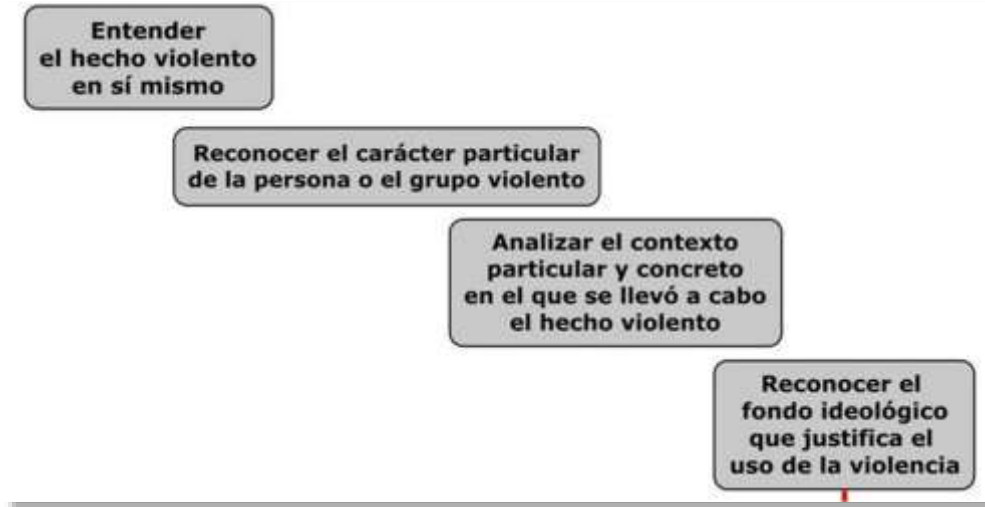 Entender
el hecho violento
en sí mismo
Reconocer el carácter particular
de la persona o el grupo violento
Analizar el contexto
particular y concreto
en el que se llevó a cabo
el hecho violento
Reconocer el
fondo ideológico
que justifica el
uso de la violencia